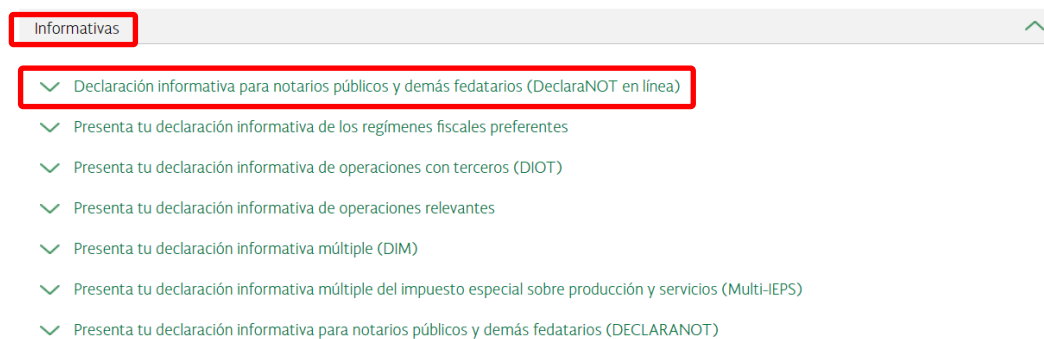 Informativas
Declaración informativa para notarios públicos y demás fedatarios (DeclaraNOT en línea)
Presenta tu declaración informativa de los regímenes fiscales preferentes
Presenta tu declaración informativa de operaciones con terceros (DIOT)
Presenta tu declaración informativa de operaciones relevantes
Presenta tu declaración informativa múltiple (DIM)
Presenta tu declaración informativa múltiple del impuesto especial sobre producción y servicios (Multi-IEPS)
Presenta tu declaración informativa para notarios públicos y demás fedatarios (DECLARANOT)